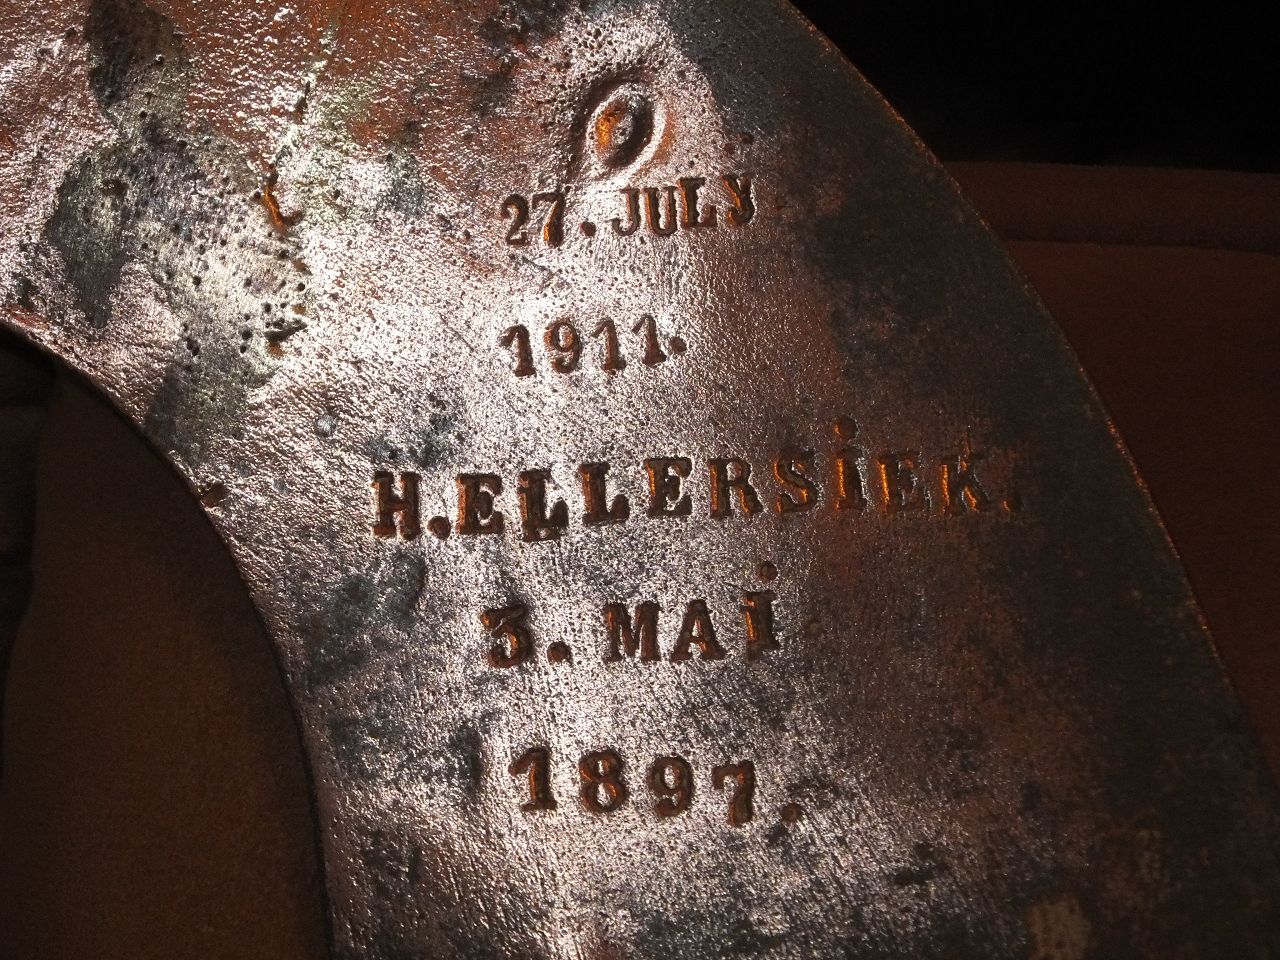 27. JULY
1911.
H. ELLERSiEK.
3. MAi
1897.